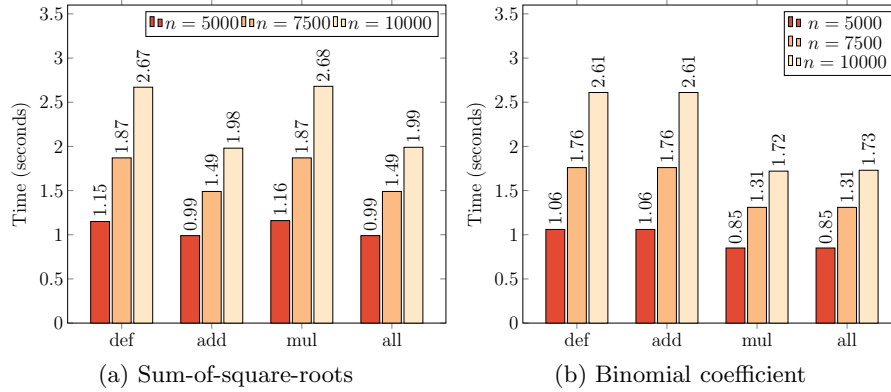 Time (seconds)
3.5
3
2.5
2
1.5
1
0.5
0
n = 5000 n = 7500 n = 10000
1.15 1.87 2.67
0.99 1.49 1.98
1.16 1.87 2.68
0.99 1.49 1.99
def add mul all
(a) Sum-of-square-roots
Time (seconds)
3.5
3
2.5
2
1.5
1
0.5
0
n = 5000
n = 7500
n = 10000
1.06 1.76 2.61
1.06 1.76 2.61
0.85 1.31 1.72
0.85 1.31 1.73
def add mul all
(b) Binomial coefficient